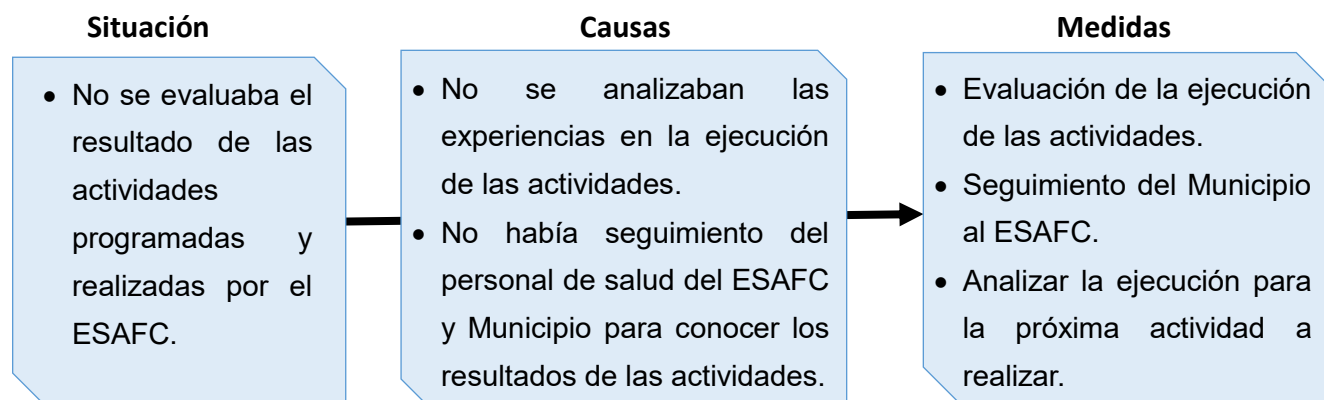 Situación
• No se evaluaba el
resultado de las
actividades
programadas y
realizadas por el
ESAFC.
Causas
• No se analizaban las
experiencias en la ejecución
de las actividades.
• No había seguimiento del
personal de salud del ESAFC
y Municipio para conocer los
resultados de las actividades.
Medidas
• Evaluación de la ejecución
de las actividades.
• Seguimiento del Municipio
al ESAFC.
• Analizar la ejecución para
la próxima actividad a
realizar.